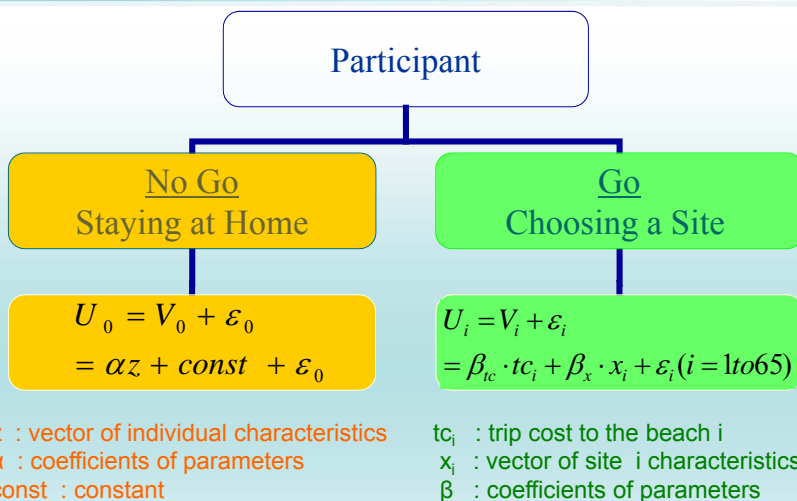 Participant
No Go
Staying at Home
Go
Choosing a Site
U₀ = V₀ + ε₀
= αz + const + ε₀
Uᵢ = Vᵢ + εᵢ
= β_tc · tcᵢ + βₓ · xᵢ + εᵢ (i = 1to65)
z : vector of individual characteristics
α : coefficients of parameters
const : constant
tcᵢ : trip cost to the beach i
xᵢ : vector of site i characteristics
β : coefficients of parameters